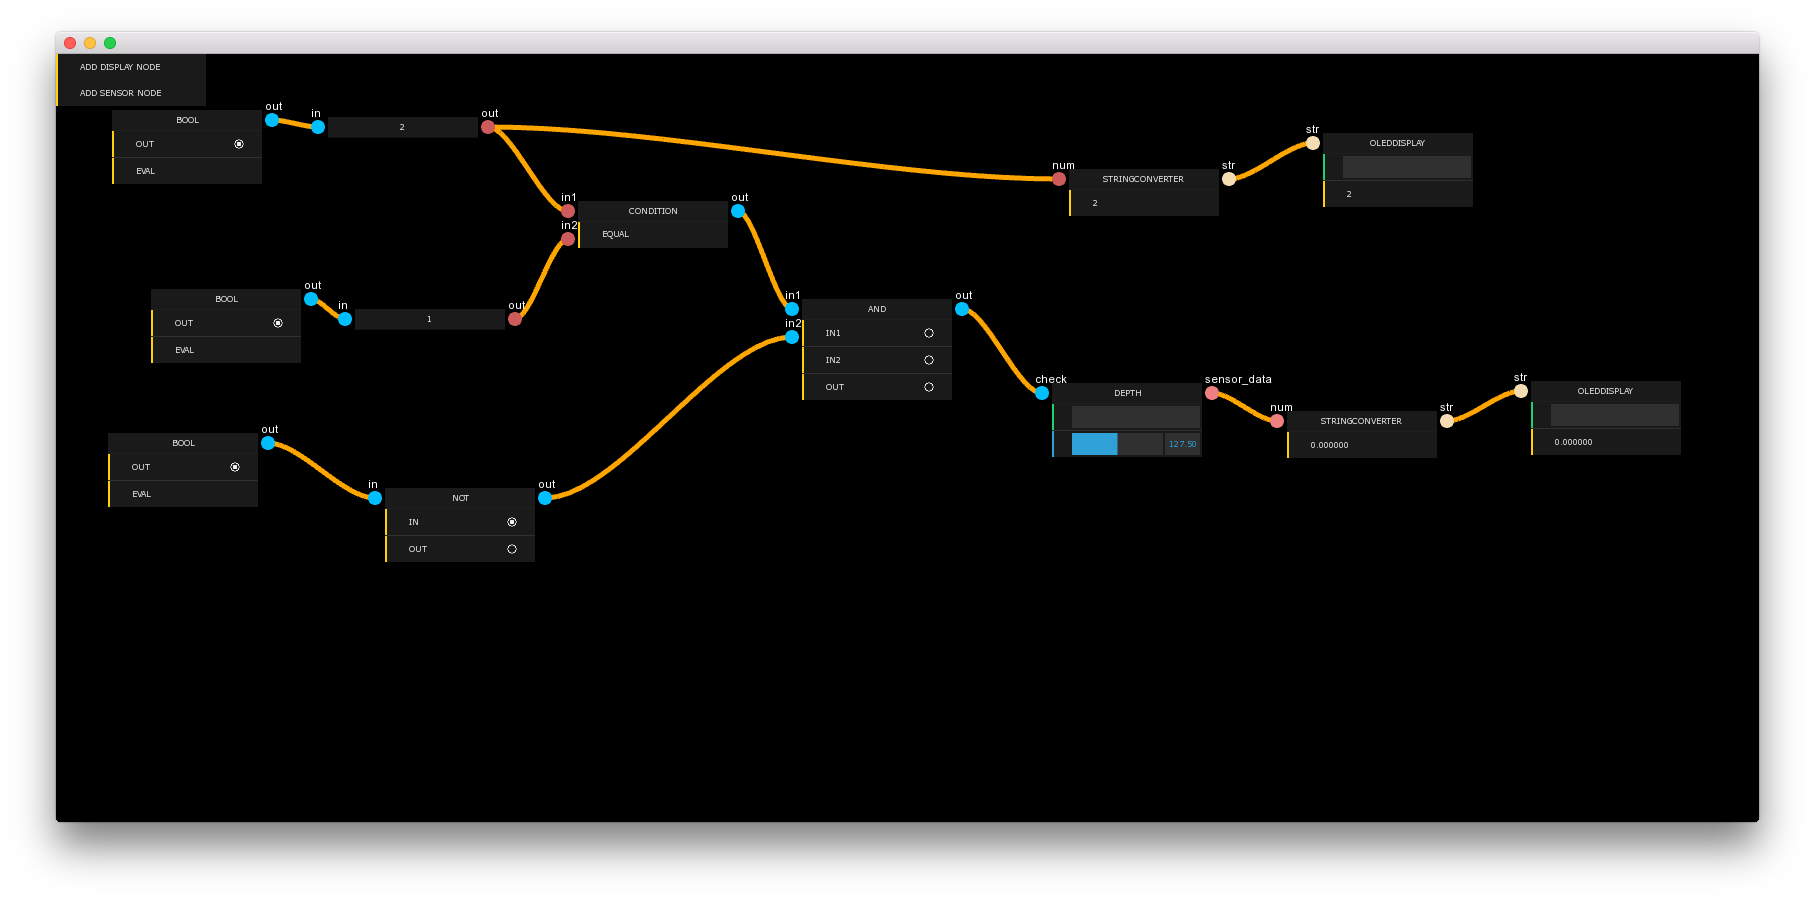 ADD DISPLAY NODE
ADD SENSOR NODE
out
BOOL
OUT
EVAL
in
2
out
num
STRINGCONVERTER
2
str
str
OLEDDISPLAY
2
in1
in2
CONDITION
EQUAL
out
out
BOOL
OUT
EVAL
in
1
out
in1
in2
AND
IN1
IN2
OUT
out
check
DEPTH
127.50
sensor_data
num
STRINGCONVERTER
0.000000
str
str
OLEDDISPLAY
0.000000
out
BOOL
OUT
EVAL
in
NOT
IN
OUT
out